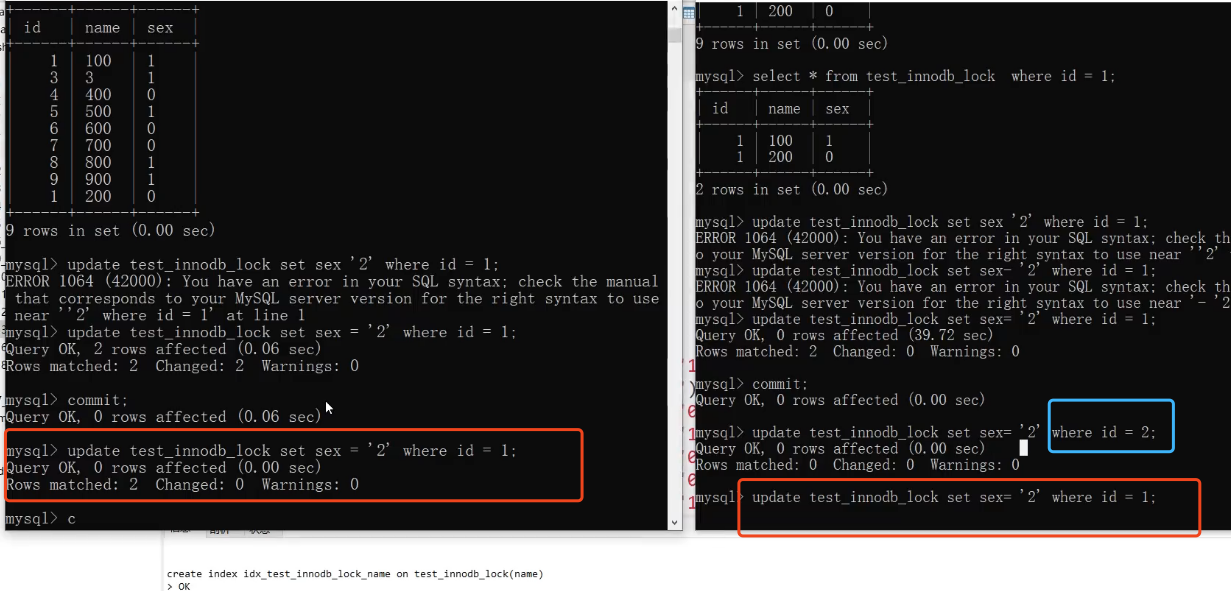 id | name | sex
1 | 100 | 1
3 | 3 | 1
4 | 400 | 0
5 | 500 | 1
6 | 600 | 0
7 | 700 | 0
8 | 800 | 1
9 | 900 | 1
1 | 200 | 0
9 rows in set (0.00 sec)
mysql> update test_innodb_lock set sex '2' where id = 1;
ERROR 1064 (42000): You have an error in your SQL syntax; check the manual
that corresponds to your MySQL server version for the right syntax to use
near ''2' where id = 1' at line 1
mysql> update test_innodb_lock set sex = '2' where id = 1;
Query OK, 2 rows affected (0.06 sec)
Rows matched: 2 Changed: 2 Warnings: 0
mysql> commit;
Query OK, 0 rows affected (0.06 sec)
mysql> update test_innodb_lock set sex = '2' where id = 1;
Query OK, 0 rows affected (0.00 sec)
Rows matched: 2 Changed: 0 Warnings: 0
mysql> c
1 | 200 | 0
9 rows in set (0.00 sec)
mysql> select * from test_innodb_lock where id = 1;
id | name | sex
1 | 100 | 1
1 | 200 | 0
2 rows in set (0.00 sec)
mysql> update test_innodb_lock set sex '2' where id = 1;
ERROR 1064 (42000): You have an error in your SQL syntax; check th
o your MySQL server version for the right syntax to use near ''2'
mysql> update test_innodb_lock set sex- '2' where id = 1;
ERROR 1064 (42000): You have an error in your SQL syntax; check th
o your MySQL server version for the right syntax to use near '- '2'
mysql> update test_innodb_lock set sex= '2' where id = 1;
Query OK, 0 rows affected (39.72 sec)
Rows matched: 2 Changed: 0 Warnings: 0
mysql> commit;
Query OK, 0 rows affected (0.00 sec)
mysql> update test_innodb_lock set sex= '2' where id = 2;
Query OK, 0 rows affected (0.00 sec)
Rows matched: 0 Changed: 0 Warnings: 0
mysql> update test_innodb_lock set sex= '2' where id = 1;
create index idx_test_innodb_lock_name on test_innodb_lock(name)
> OK